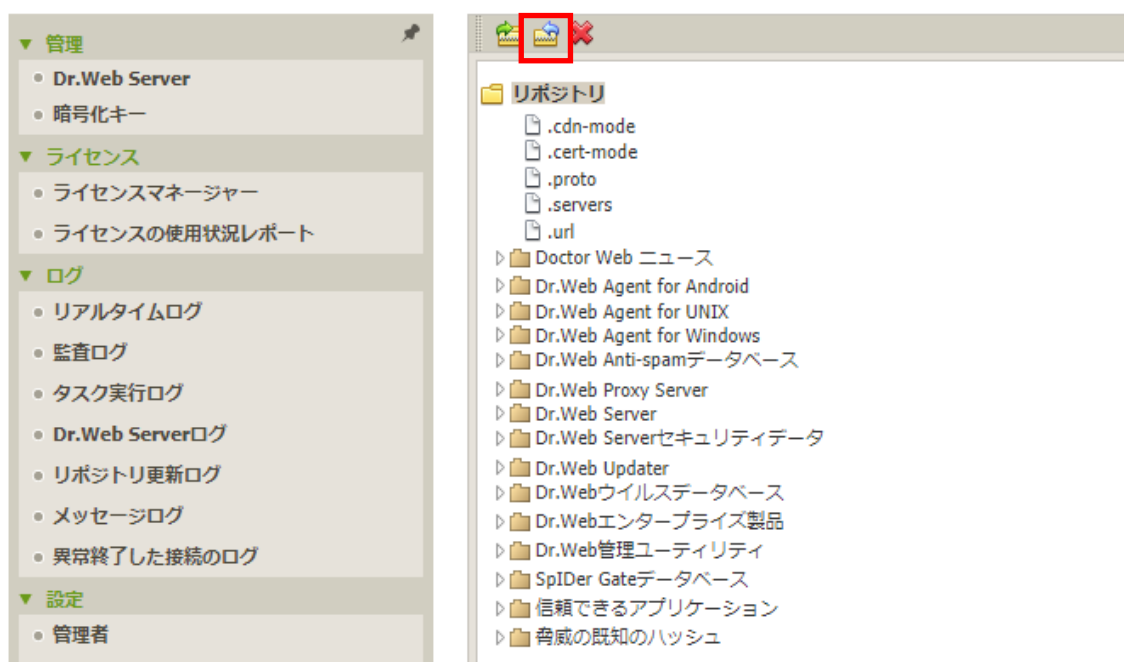 管理
Dr.Web Server
暗号化キー
ライセンス
ライセンスマネージャー
ライセンスの使用状況レポート
ログ
リアルタイムログ
監査ログ
タスク実行ログ
Dr.Web Serverログ
リポジトリ更新ログ
メッセージログ
異常終了した接続のログ
設定
管理者
リポジトリ
.cdn-mode
.cert-mode
.proto
.servers
.url
Doctor Web ニュース
Dr.Web Agent for Android
Dr.Web Agent for UNIX
Dr.Web Agent for Windows
Dr.Web Anti-spamデータベース
Dr.Web Proxy Server
Dr.Web Server
Dr.Web Serverセキュリティデータ
Dr.Web Updater
Dr.Webウイルスデータベース
Dr.Webエンタープライズ製品
Dr.Web管理ユーティリティ
SpIDer Gateデータベース
信頼できるアプリケーション
脅威の既知のハッシュ